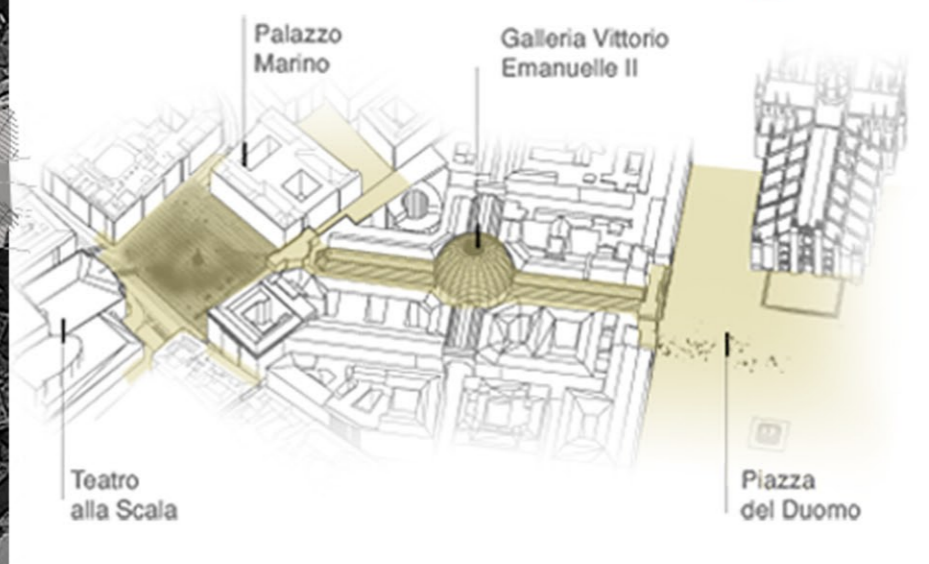 Palazzo
Marino
Galleria Vittorio
Emanuelle II
Teatro
alla Scala
Piazza
del Duomo